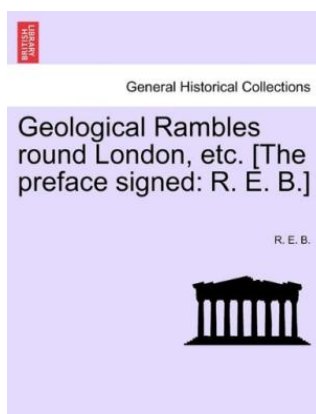 BRITISH
LIBRARY
General Historical Collections
Geological Rambles
round London, etc. [The
preface signed: R. E. B.]
R. E. B.